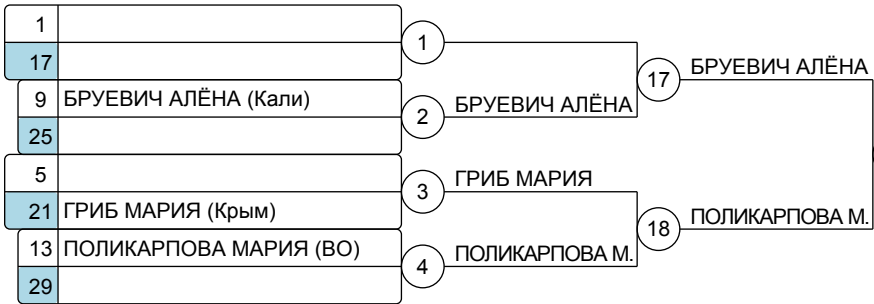 1
17
9 БРУЕВИЧ АЛЁНА (Кали)
25
5
21 ГРИБ МАРИЯ (Крым)
13 ПОЛИКАРПОВА МАРИЯ (ВО)
29
1
2 БРУЕВИЧ АЛЁНА
3 ГРИБ МАРИЯ
4 ПОЛИКАРПОВА М.
17 БРУЕВИЧ АЛЁНА
18 ПОЛИКАРПОВА М.